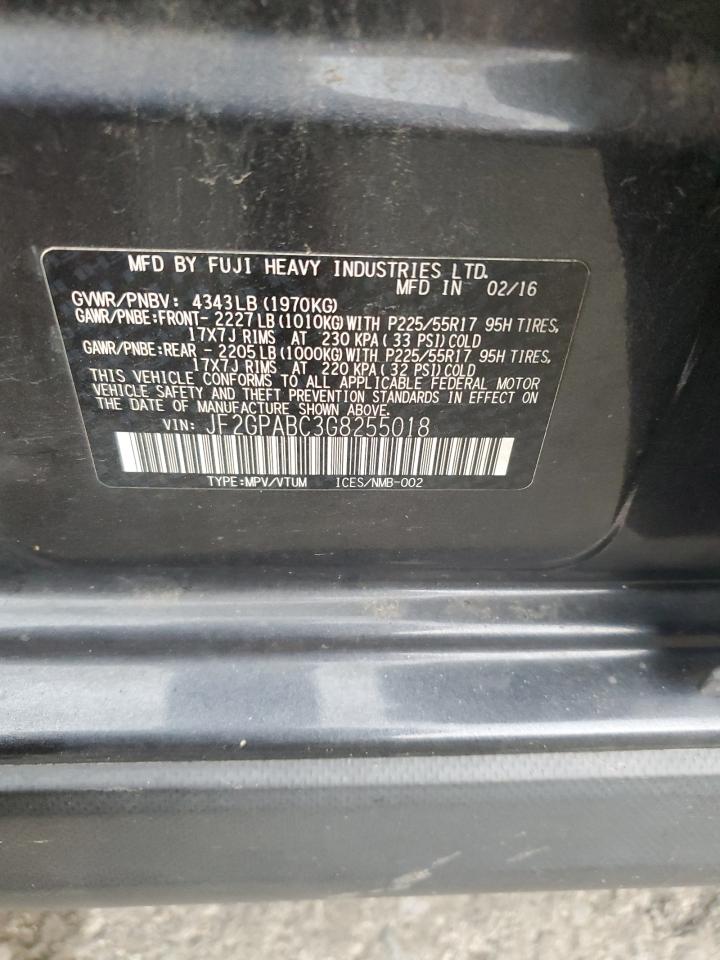 MFD BY FUJI HEAVY INDUSTRIES LTD.
MFD IN 02/16
GVWR/PNBV: 4343LB(1970KG)
GAWR/PNBE:FRONT- 2227LB(1010KG)WITH P225/55R17 95H TIRES,
17X7J RIMS AT 230 KPA(33 PSI)COLD
GAWR/PNBE:REAR - 2205LB(1000KG)WITH P225/55R17 95H TIRES,
17X7J RIMS AT 220 KPA(32 PSI)COLD
THIS VEHICLE CONFORMS TO ALL APPLICABLE FEDERAL MOTOR
VEHICLE SAFETY AND THEFT PREVENTION STANDARDS IN EFFECT ON
THE DATE OF MANUFACTURE SHOWN ABOVE.
VIN: JF2GPABC3G8255018
TYPE:MPV/VTUM ICES/NMB-002